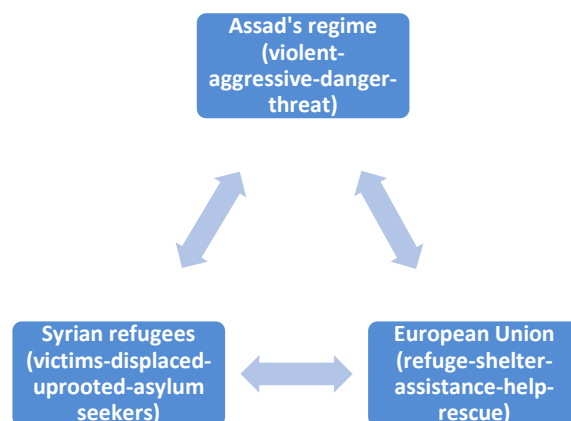 Assad's regime
(violent-
aggressive-danger-
threat)
Syrian refugees
(victims-displaced-
uprooted-asylum
seekers)
European Union
(refuge-shelter-
assistance-help-
rescue)